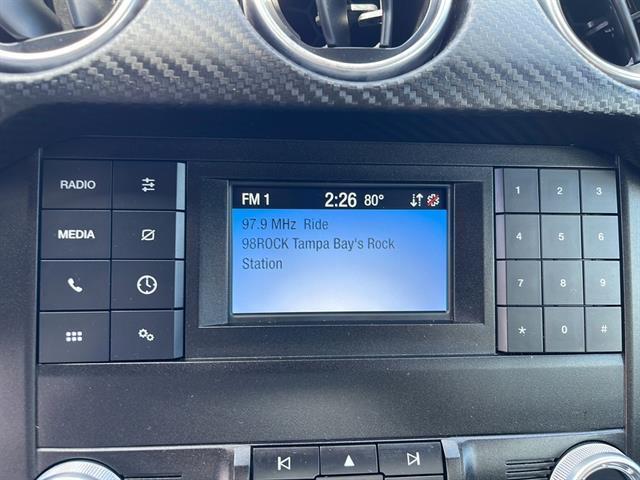 RADIO
MEDIA
FM 1 2:26 80°
97.9 MHz Ride
98ROCK Tampa Bay's Rock
Station
1 2 3
4 5 6
7 8 9
* 0 #